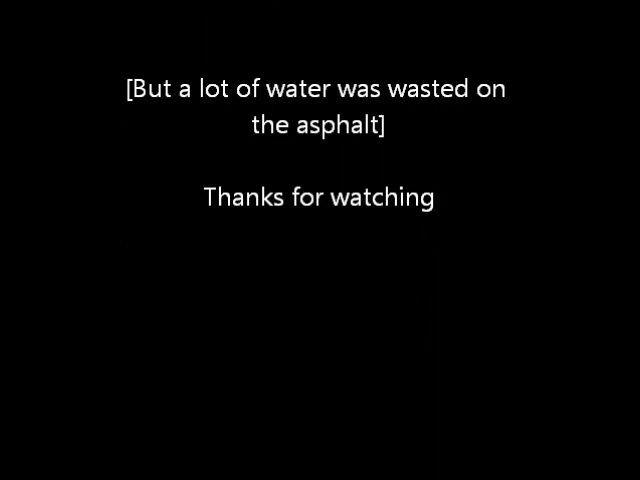 [But a lot of water was wasted on
the asphalt]
Thanks for watching